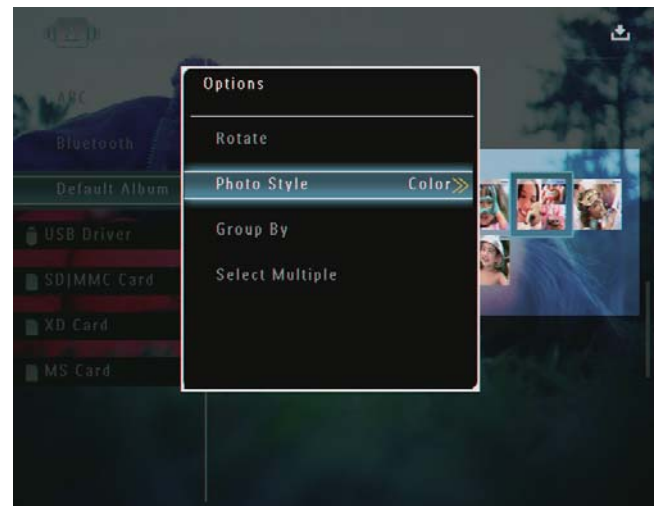 Options
ABC
Rotate
Bluetooth
Photo Style Color
Default Album
Group By
USB Driver
Select Multiple
SD|MMC Card
XD Card
MS Card